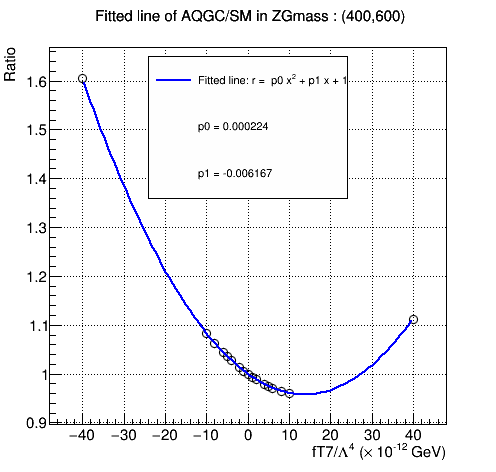 Fitted line of AQGC/SM in ZGmass : (400,600)
Ratio
Fitted line: r = p0 x² + p1 x + 1
p0 = 0.000224
p1 = -0.006167
1.6
1.5
1.4
1.3
1.2
1.1
1
0.9
−40 −30 −20 −10 0 10 20 30 40
fT7/Λ⁴ (× 10⁻¹² GeV)